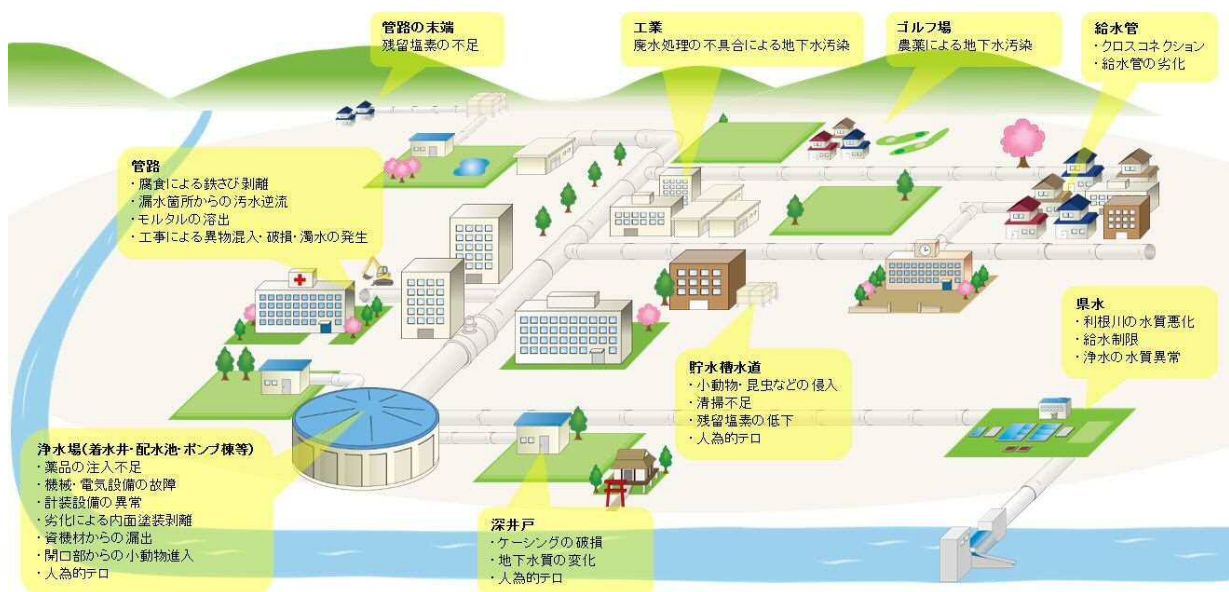 管路の末端
残留塩素の不足
工業
廃水処理の不具合による地下水汚染
ゴルフ場
農薬による地下水汚染
給水管
・クロスコネクション
・給水管の劣化
管路
・腐食による鉄さび剥離
・漏水箇所からの汚水逆流
・モルタルの溶出
・工事による異物混入・破損・濁水の発生
県水
・利根川の水質悪化
・給水制限
・浄水の水質異常
貯水槽水道
・小動物・昆虫などの侵入
・清掃不足
・残留塩素の低下
・人為的テロ
浄水場(着水井・配水池・ポンプ棟等)
・薬品の注入不足
・機械・電気設備の故障
・計装設備の異常
・劣化による内面塗装剥離
・資機材からの漏出
・開口部からの小動物進入
・人為的テロ
深井戸
・ケーシングの破損
・地下水質の変化
・人為的テロ